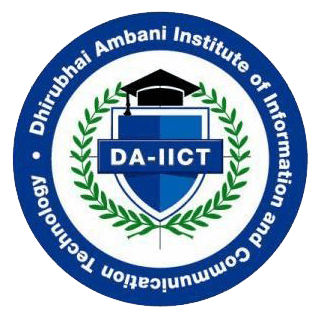 Dhirubhai Ambani Institute of Information and Communication Technology •
DA-IICT